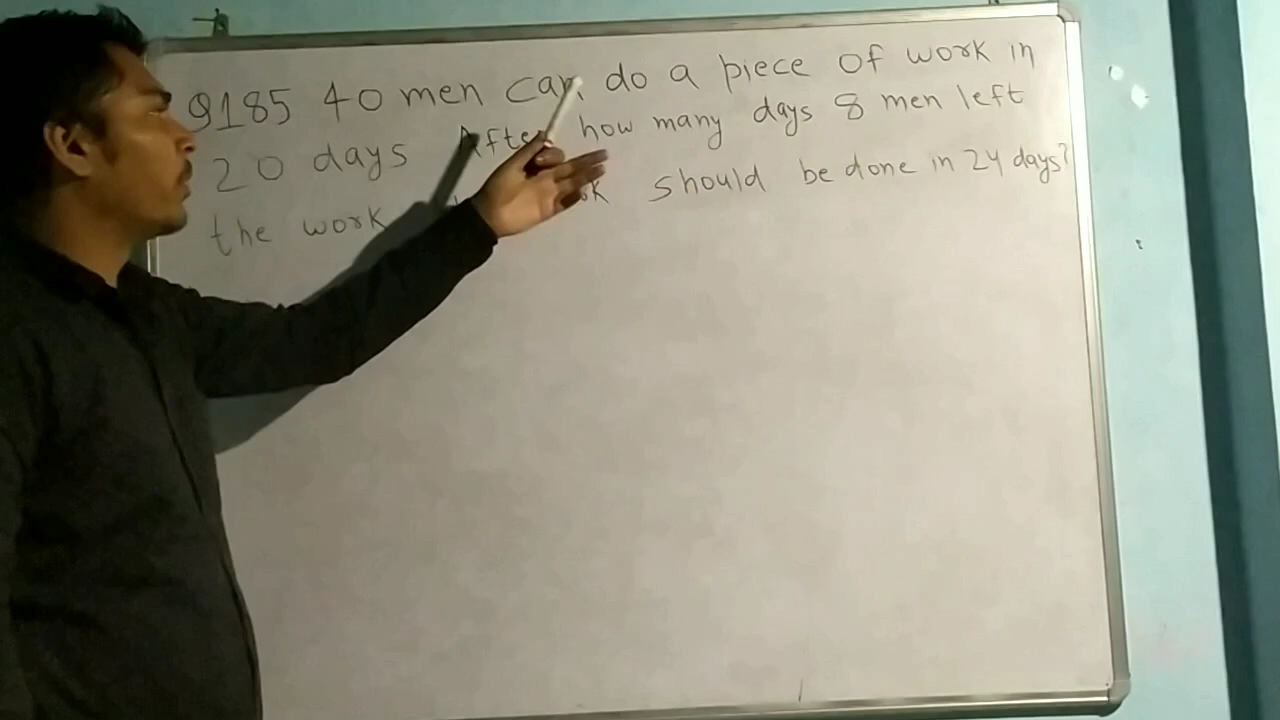 Q185 40 men can do a piece of work in
20 days After how many days 8 men left
the work should be done in 24 days?